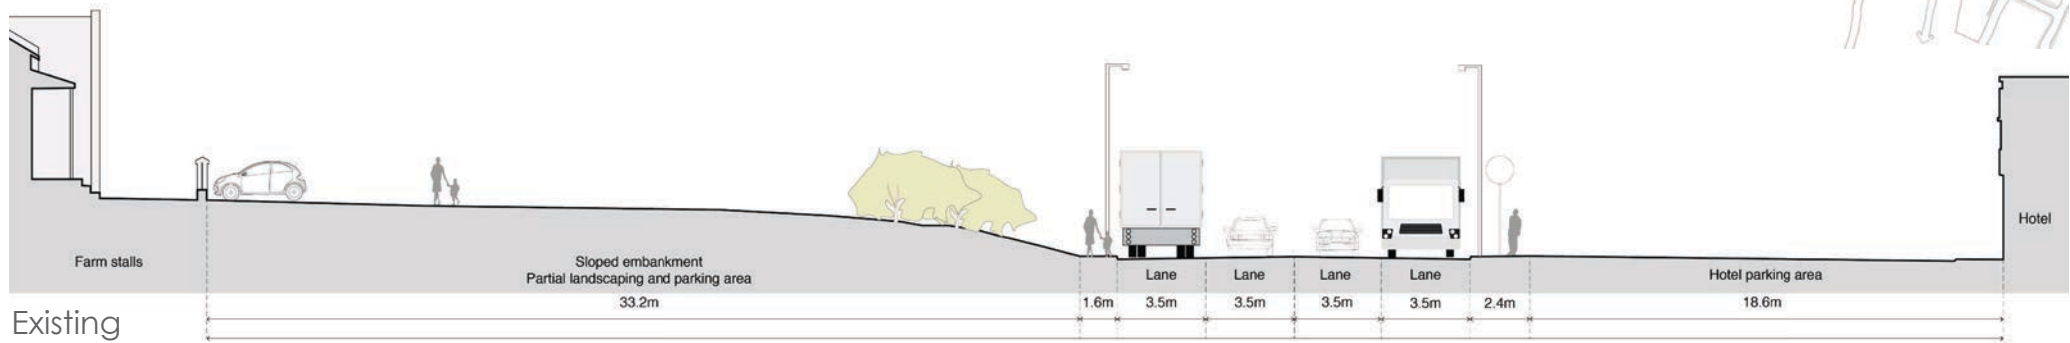 Hotel
Farm stalls
Sloped embankment
Partial landscaping and parking area
Lane
Lane
Lane
Lane
Hotel parking area
33.2m
1.6m
3.5m
3.5m
3.5m
3.5m
2.4m
18.6m
Existing